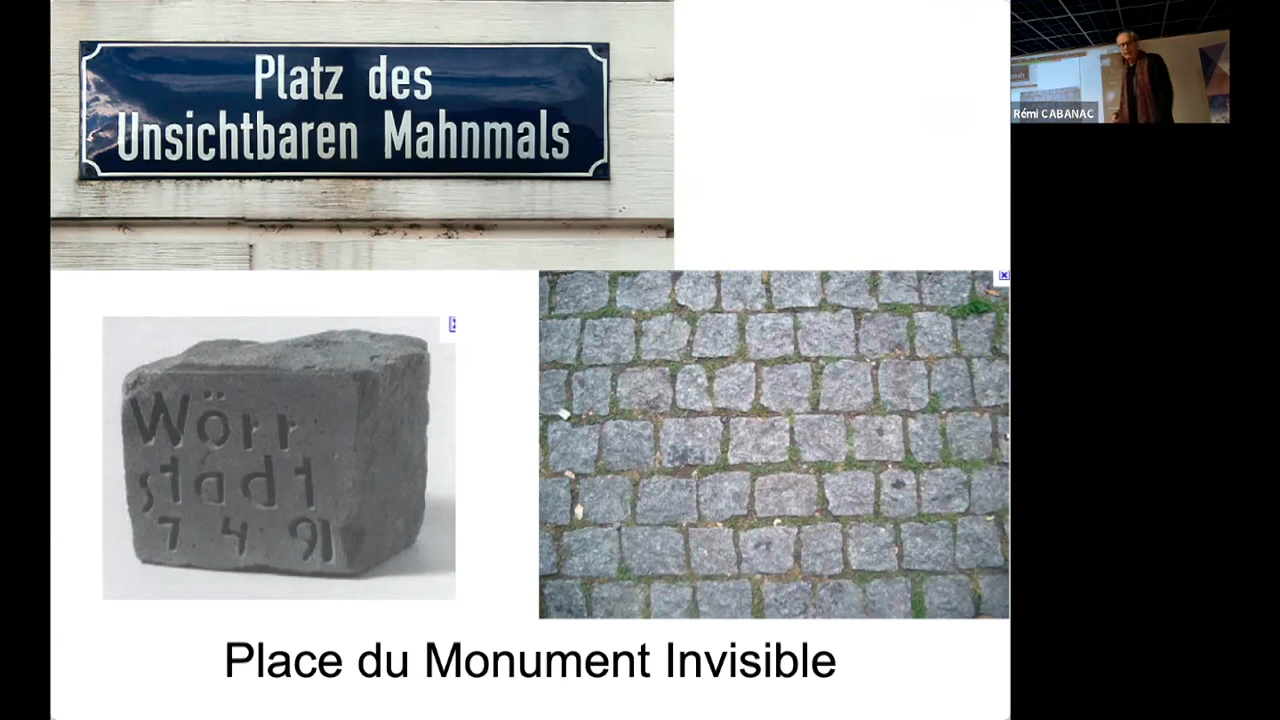 Platz des
Unsichtbaren Mahnmals
Rémi CABANAC
Wörr
stadt
7. 4 91
Place du Monument Invisible